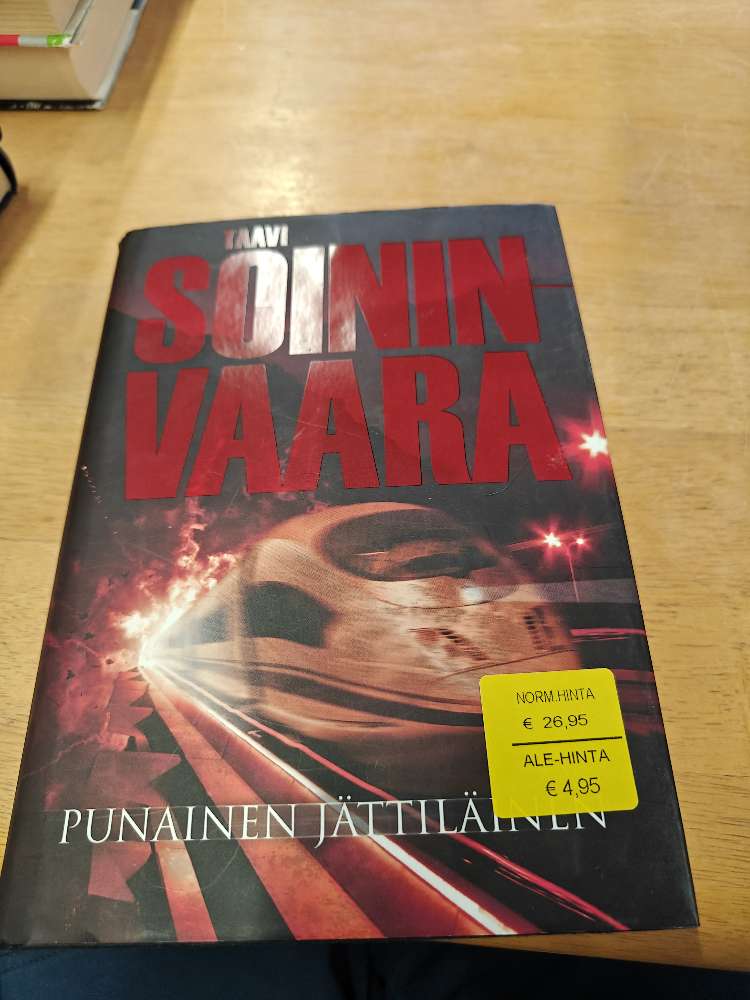 TAAVI
SOININ-
VAARA
NORM.HINTA
€ 26,95
ALE-HINTA
€ 4,95
PUNAINEN JÄTTILÄINEN